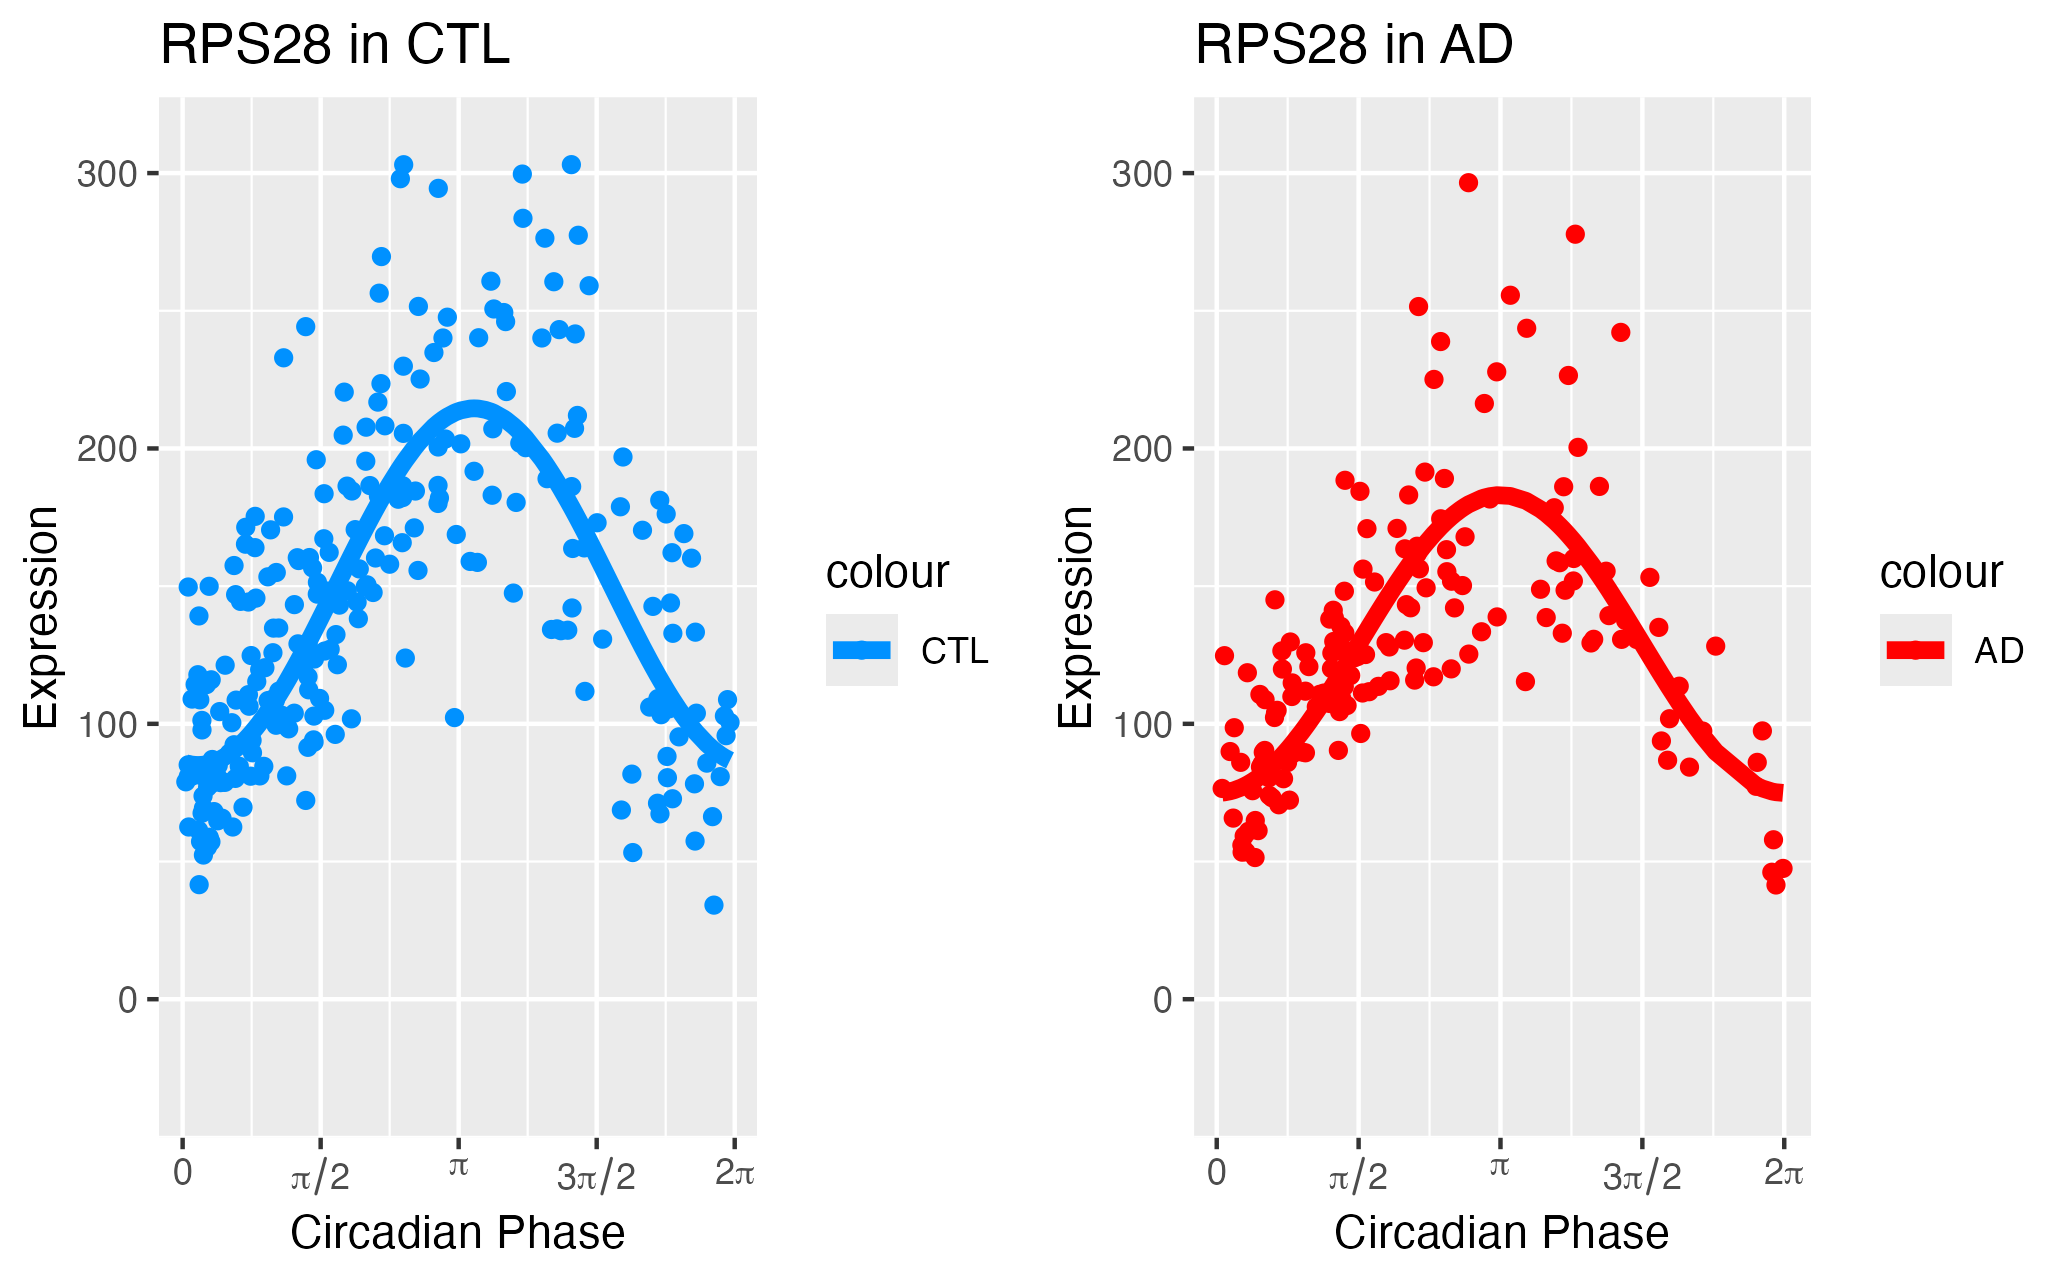 RPS28 in CTL
300
200
100
0
Expression
0 π/2 π 3π/2 2π
Circadian Phase
colour
CTL
RPS28 in AD
300
200
100
0
Expression
0 π/2 π 3π/2 2π
Circadian Phase
colour
AD